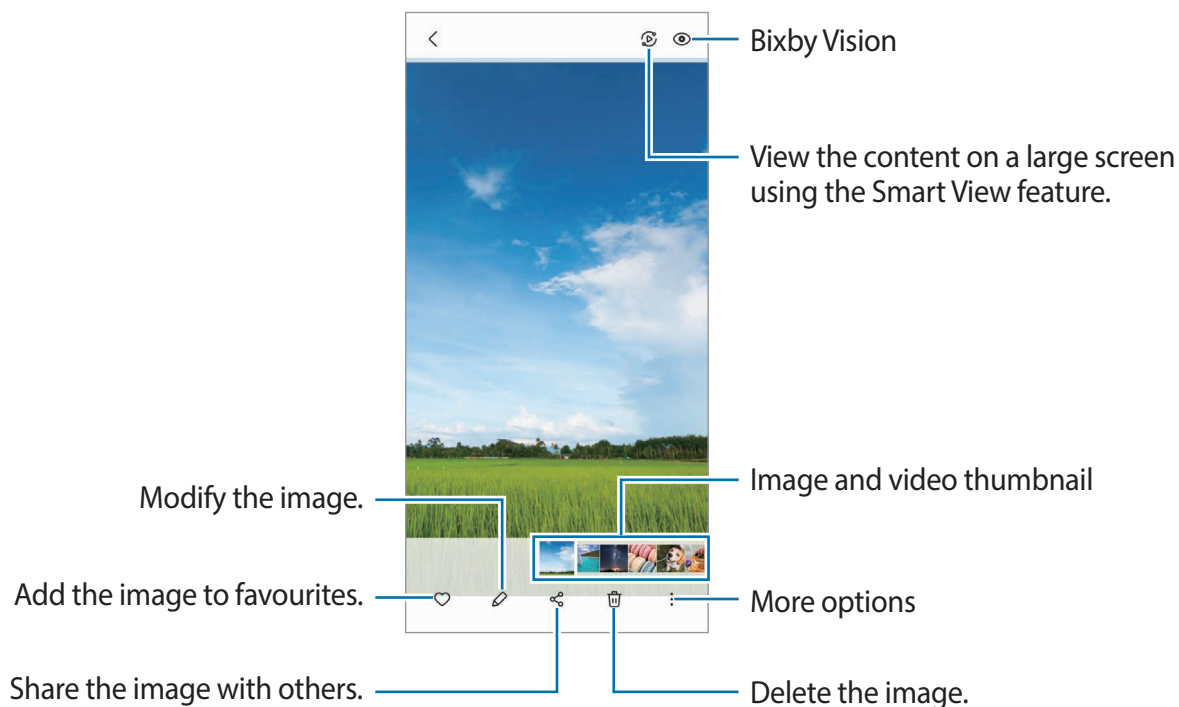 Bixby Vision
View the content on a large screen
using the Smart View feature.
Image and video thumbnail
Modify the image.
Add the image to favourites.
More options
Share the image with others.
Delete the image.